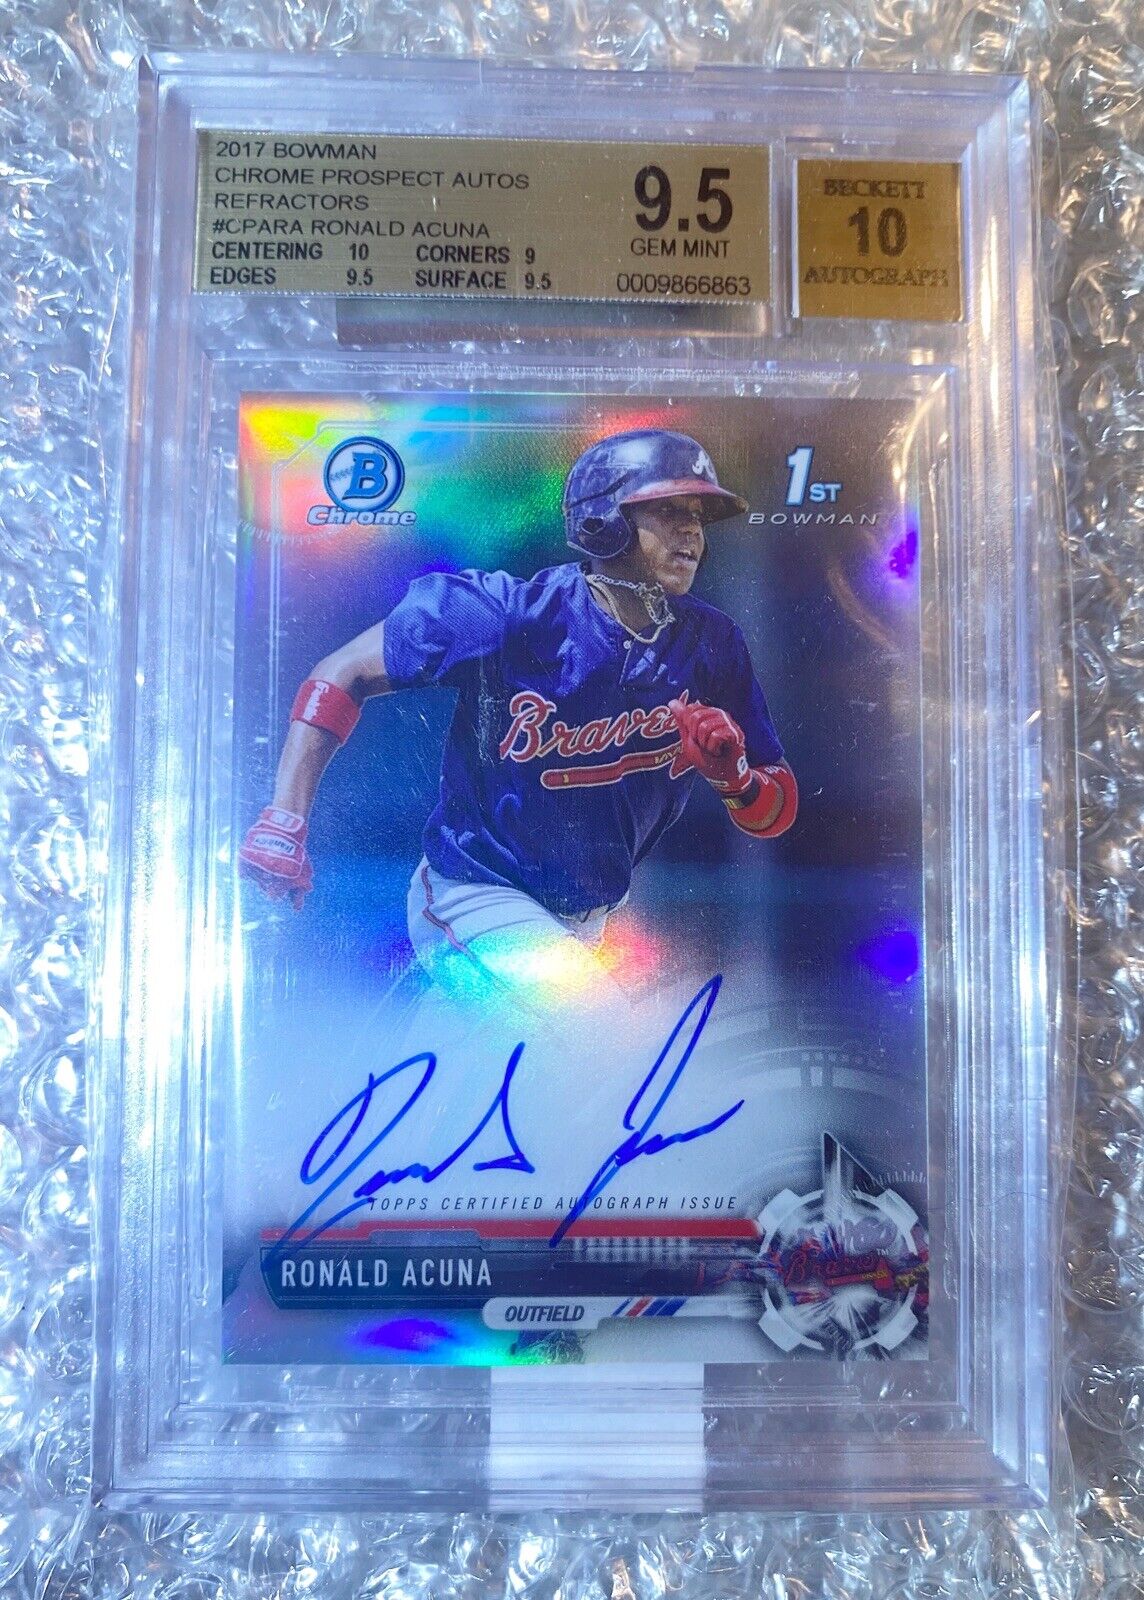 2017 BOWMAN
CHROME PROSPECT AUTOS
REFRACTORS
#CPARA RONALD ACUNA
CENTERING 10 CORNERS 9
EDGES 9.5 SURFACE 9.5
9.5
GEM MINT
0009866863
BECKETT
10
AUTOGRAPH
B
Chrome
1ST
BOWMAN
A
Braves
TOPPS CERTIFIED AUTOGRAPH ISSUE
RONALD ACUNA
OUTFIELD
Braves TM